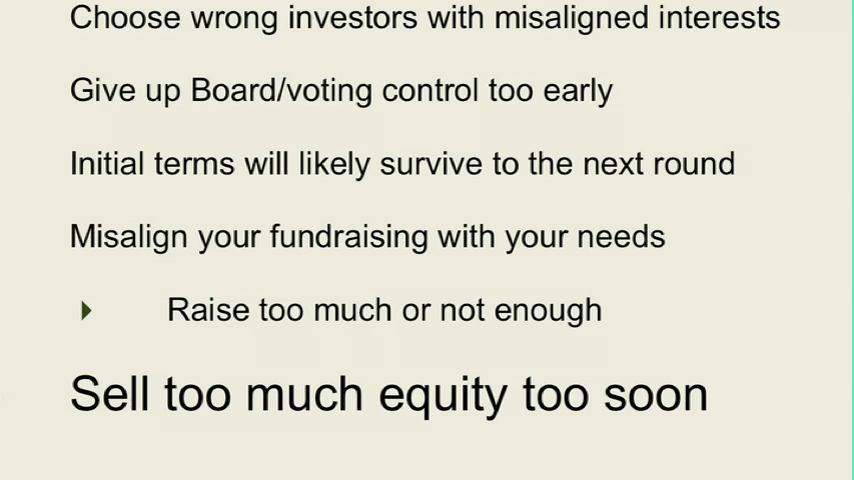 Choose wrong investors with misaligned interests
Give up Board/voting control too early
Initial terms will likely survive to the next round
Misalign your fundraising with your needs
Raise too much or not enough
Sell too much equity too soon